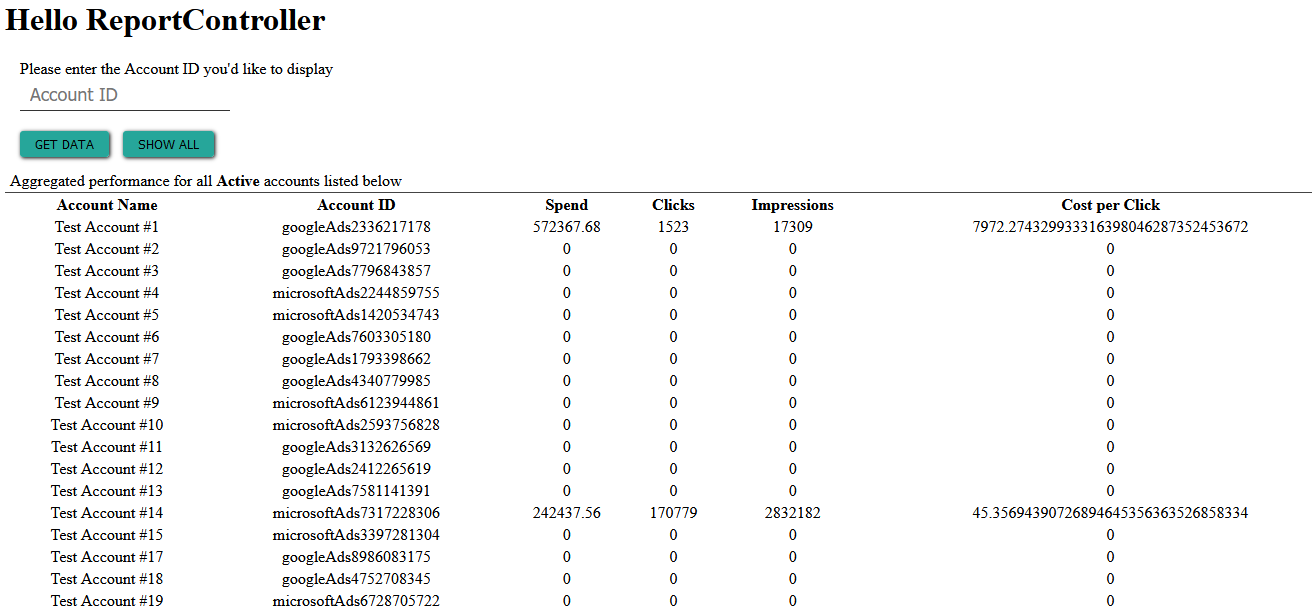 Hello ReportController
Please enter the Account ID you'd like to display
Account ID
GET DATA SHOW ALL
Aggregated performance for all Active accounts listed below
Account Name Account ID Spend Clicks Impressions Cost per Click
Test Account #1 googleAds2336217178 572367.68 1523 17309 7972.2743299333163980462873524536​72
Test Account #2 googleAds9721796053 0 0 0 0
Test Account #3 googleAds7796843857 0 0 0 0
Test Account #4 microsoftAds2244859755 0 0 0 0
Test Account #5 microsoftAds1420534743 0 0 0 0
Test Account #6 googleAds7603305180 0 0 0 0
Test Account #7 googleAds1793398662 0 0 0 0
Test Account #8 googleAds4340779985 0 0 0 0
Test Account #9 microsoftAds6123944861 0 0 0 0
Test Account #10 microsoftAds2593756828 0 0 0 0
Test Account #11 googleAds3132626569 0 0 0 0
Test Account #12 googleAds2412265619 0 0 0 0
Test Account #13 googleAds7581141391 0 0 0 0
Test Account #14 microsoftAds7317228306 242437.56 170779 2832182 45.356943907268946453563635268​58334
Test Account #15 microsoftAds3397281304 0 0 0 0
Test Account #17 googleAds8986083175 0 0 0 0
Test Account #18 googleAds4752708345 0 0 0 0
Test Account #19 microsoftAds6728705722 0 0 0 0